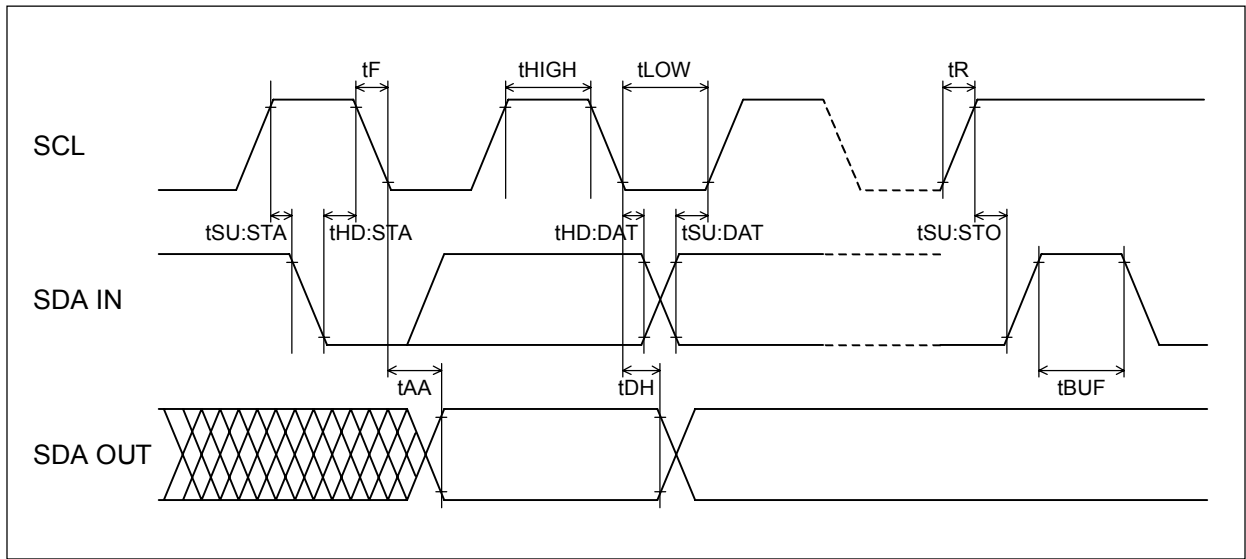 tF tHIGH tLOW tR
SCL
tSU:STA tHD:STA tHD:DAT tSU:DAT tSU:STO
SDA IN
tAA tDH tBUF
SDA OUT